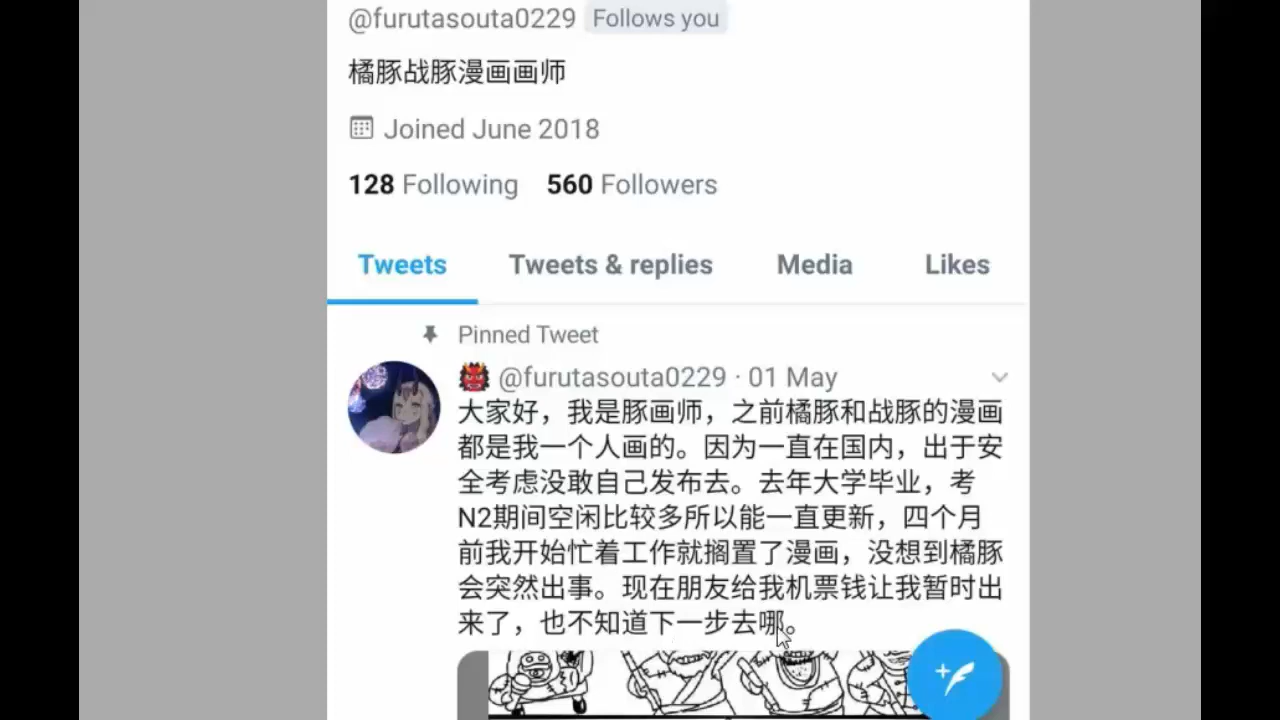 @furutasouta0229 Follows you
橘豚战豚漫画画师
Joined June 2018
128 Following 560 Followers
Tweets Tweets & replies Media Likes
Pinned Tweet
👹 @furutasouta0229 · 01 May
大家好，我是豚画师，之前橘豚和战豚的漫画
都是我一个人画的。因为一直在国内，出于安
全考虑没敢自己发布去。去年大学毕业，考
N2期间空闲比较多所以能一直更新，四个月
前我开始忙着工作就搁置了漫画，没想到橘豚
会突然出事。现在朋友给我机票钱让我暂时出
来了，也不知道下一步去哪。